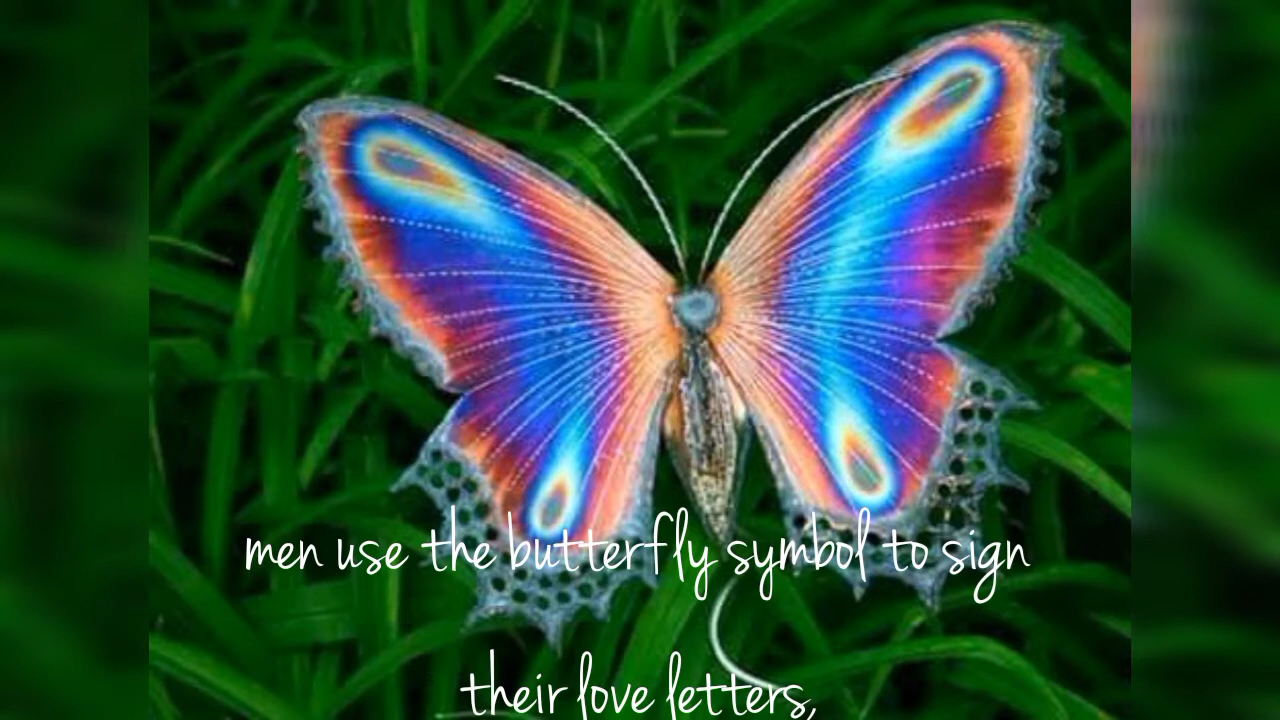 men use the butterfly symbol to sign
their love letters,